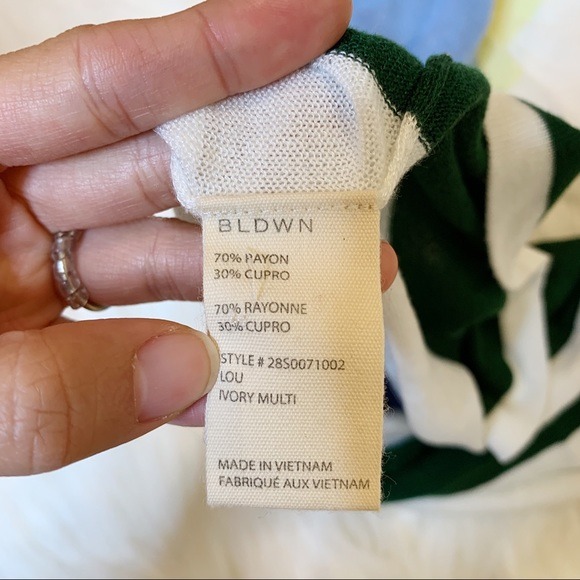 BLDWN
70% RAYON
30% CUPRO
70% RAYONNE
30% CUPRO
STYLE # 28S0071002
LOU
IVORY MULTI
MADE IN VIETNAM
FABRIQUÉ AUX VIETNAM